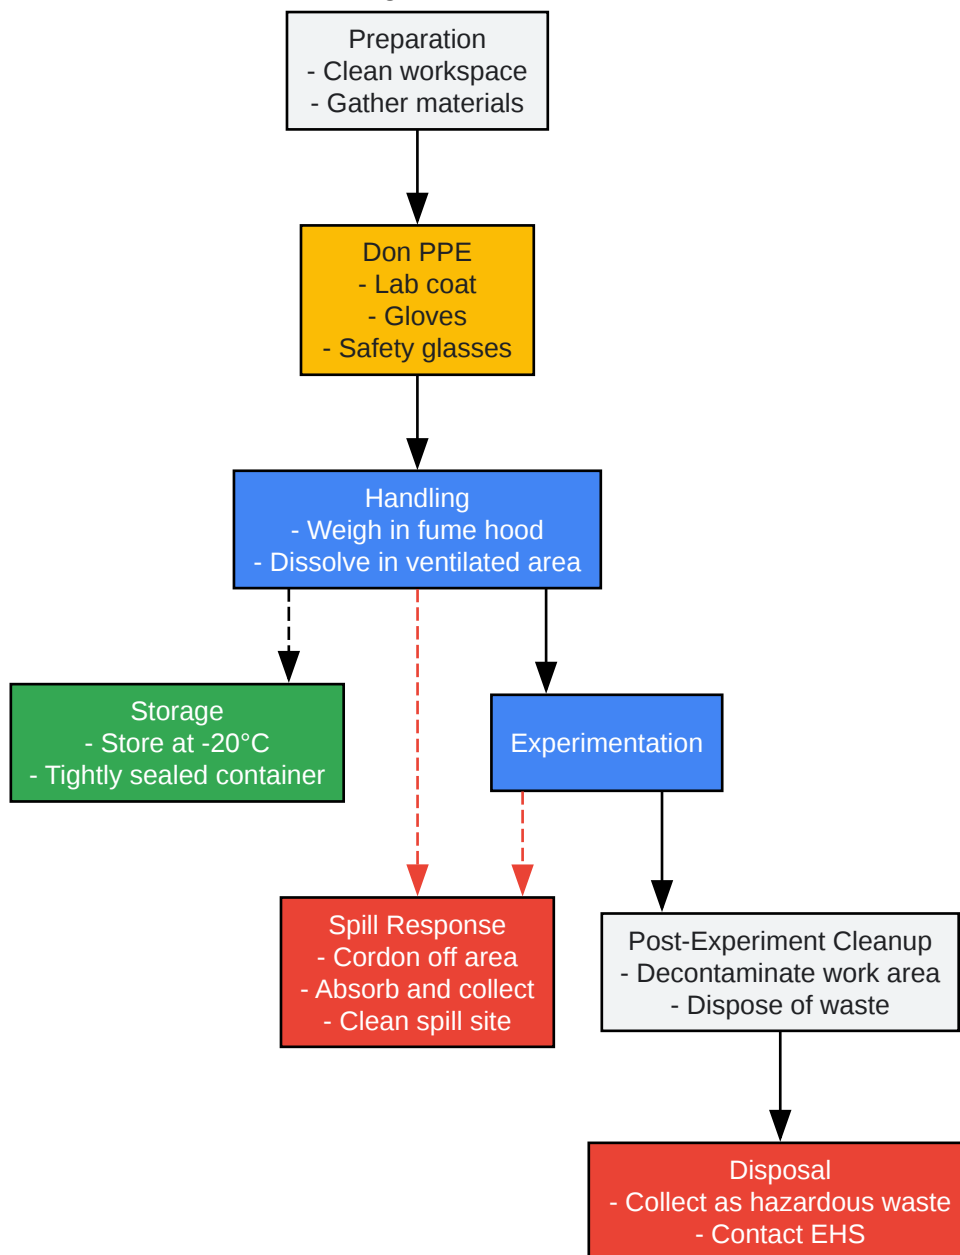 Preparation
- Clean workspace
- Gather materials
Don PPE
- Lab coat
- Gloves
- Safety glasses
Handling
- Weigh in fume hood
- Dissolve in ventilated area
Storage
- Store at -20°C
- Tightly sealed container
Experimentation
Spill Response
- Cordon off area
- Absorb and collect
- Clean spill site
Post-Experiment Cleanup
- Decontaminate work area
- Dispose of waste
Disposal
- Collect as hazardous waste
- Contact EHS